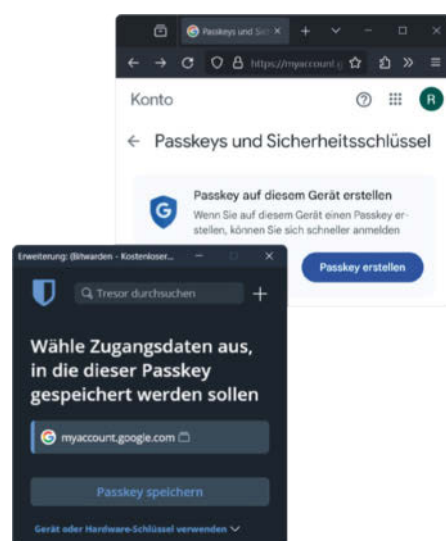 Passkeys und Sic
https://myaccount.g
Konto
R
Passkeys und Sicherheitsschlüssel
Passkey auf diesem Gerät erstellen
Wenn Sie auf diesem Gerät einen Passkey er-
stellen, können Sie sich schneller anmelden
Passkey erstellen
Erweiterung: (Bitwarden - Kostenloser...
Tresor durchsuchen
Wähle Zugangsdaten aus,
in die dieser Passkey
gespeichert werden sollen
myaccount.google.com
Passkey speichern
Gerät oder Hardware-Schlüssel verwenden